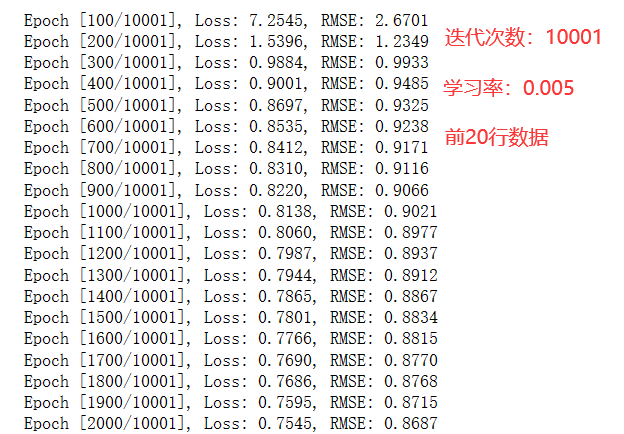 Epoch [100/10001], Loss: 7.2545, RMSE: 2.6701
Epoch [200/10001], Loss: 1.5396, RMSE: 1.2349
Epoch [300/10001], Loss: 0.9884, RMSE: 0.9933
Epoch [400/10001], Loss: 0.9001, RMSE: 0.9485
Epoch [500/10001], Loss: 0.8697, RMSE: 0.9325
Epoch [600/10001], Loss: 0.8535, RMSE: 0.9238
Epoch [700/10001], Loss: 0.8412, RMSE: 0.9171
Epoch [800/10001], Loss: 0.8310, RMSE: 0.9116
Epoch [900/10001], Loss: 0.8220, RMSE: 0.9066
Epoch [1000/10001], Loss: 0.8138, RMSE: 0.9021
Epoch [1100/10001], Loss: 0.8060, RMSE: 0.8977
Epoch [1200/10001], Loss: 0.7987, RMSE: 0.8937
Epoch [1300/10001], Loss: 0.7944, RMSE: 0.8912
Epoch [1400/10001], Loss: 0.7865, RMSE: 0.8867
Epoch [1500/10001], Loss: 0.7801, RMSE: 0.8834
Epoch [1600/10001], Loss: 0.7766, RMSE: 0.8815
Epoch [1700/10001], Loss: 0.7690, RMSE: 0.8770
Epoch [1800/10001], Loss: 0.7686, RMSE: 0.8768
Epoch [1900/10001], Loss: 0.7595, RMSE: 0.8715
Epoch [2000/10001], Loss: 0.7545, RMSE: 0.8687
迭代次数：10001
学习率：0.005
前20行数据